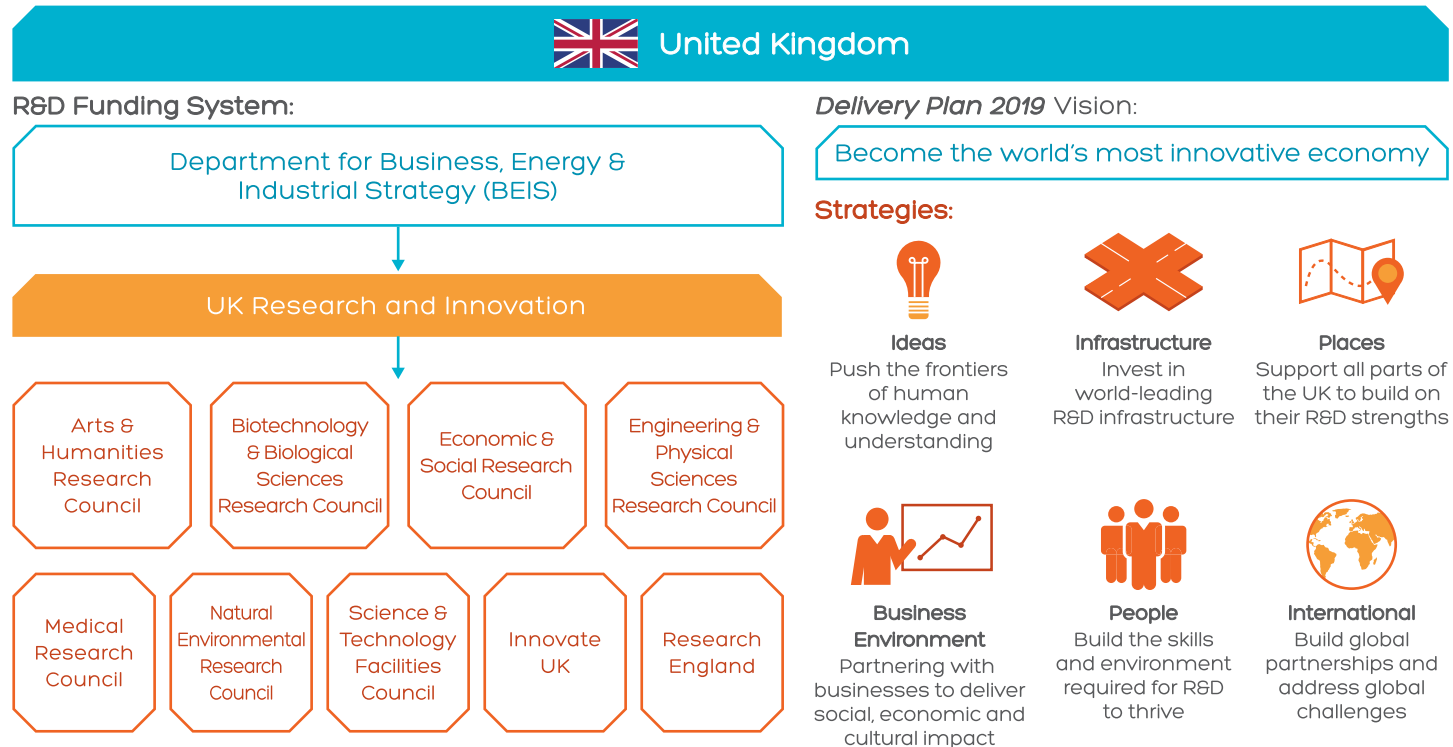 United Kingdom
R&D Funding System:
Department for Business, Energy &
Industrial Strategy (BEIS)
UK Research and Innovation
Arts &
Humanities
Research
Council
Biotechnology
& Biological
Sciences
Research Council
Economic &
Social Research
Council
Engineering &
Physical
Sciences
Research Council
Medical
Research
Council
Natural
Environmental
Research
Council
Science &
Technology
Facilities
Council
Innovate
UK
Research
England
Delivery Plan 2019 Vision:
Become the world's most innovative economy
Strategies:
Ideas
Push the frontiers
of human
knowledge and
understanding
Infrastructure
Invest in
world-leading
R&D infrastructure
Places
Support all parts of
the UK to build on
their R&D strengths
Business
Environment
Partnering with
businesses to deliver
social, economic and
cultural impact
People
Build the skills
and environment
required for R&D
to thrive
International
Build global
partnerships and
address global
challenges